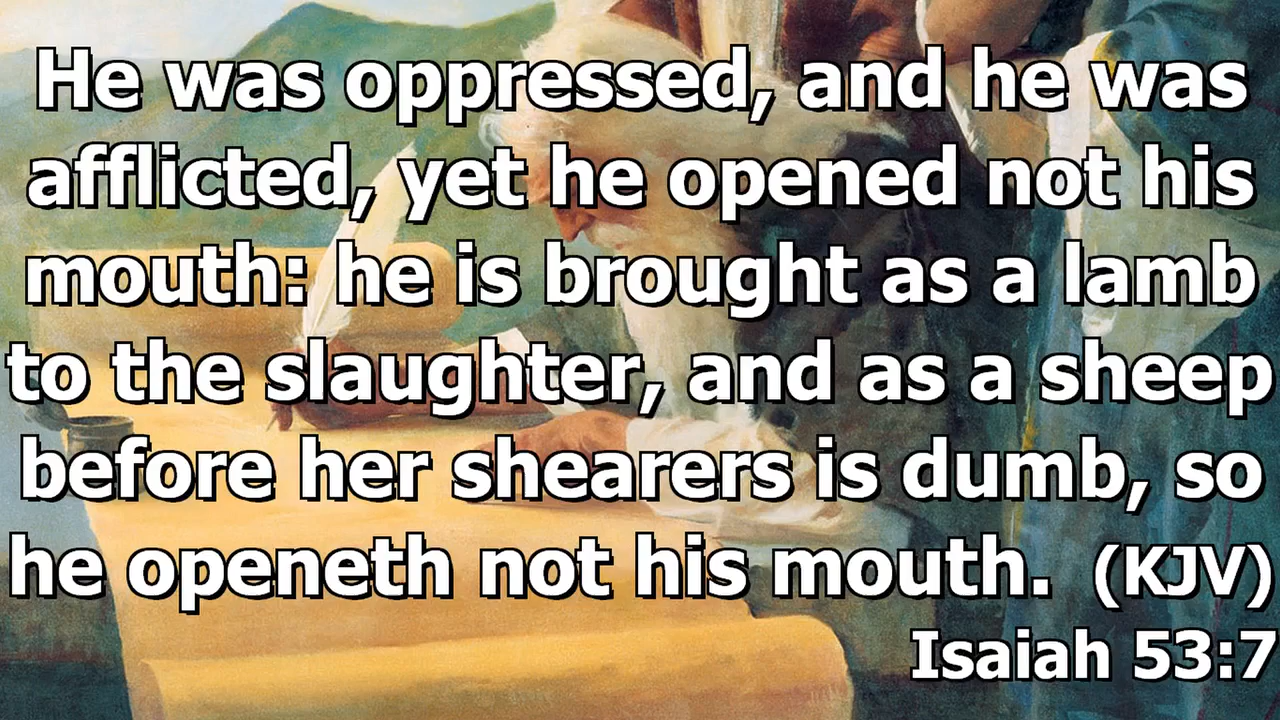 He was oppressed, and he was
afflicted, yet he opened not his
mouth: he is brought as a lamb
to the slaughter, and as a sheep
before her shearers is dumb, so
he openeth not his mouth. (KJV)
Isaiah 53:7